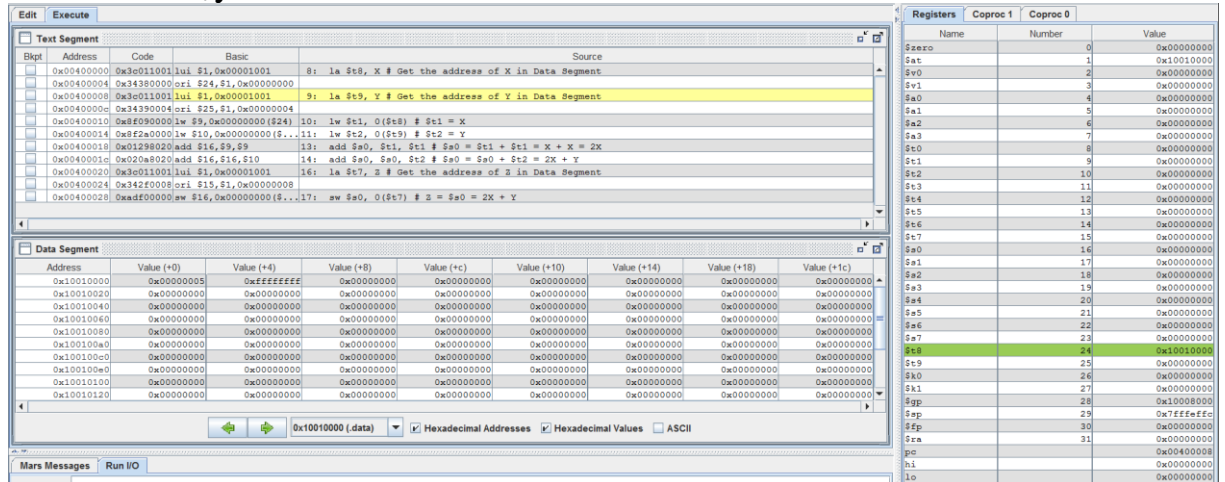 Edit Execute
Text Segment
Bkpt Address Code Basic Source
0x00400000 0x3c011001 lui $1,0x00001001 8: la $t8, X # Get the address of X in Data Segment
0x00400004 0x34380000 ori $24,$1,0x00000000
0x00400008 0x3c011001 lui $1,0x00001001 9: la $t9, Y # Get the address of Y in Data Segment
0x0040000c 0x34390004 ori $25,$1,0x00000004
0x00400010 0x8f090000 lw $9,0x00000000($24) 10: lw $t1, 0($t8) # $t1 = X
0x00400014 0x8f2a0000 lw $10,0x00000000($... 11: lw $t2, 0($t9) # $t2 = Y
0x00400018 0x01298020 add $16,$9,$9 13: add $s0, $t1, $t1 # $s0 = $t1 + $t1 = X + X = 2X
0x0040001c 0x020a8020 add $16,$16,$10 14: add $s0, $s0, $t2 # $s0 = $s0 + $t2 = 2X + Y
0x00400020 0x3c011001 lui $1,0x00001001 16: la $t7, Z # Get the address of Z in Data Segment
0x00400024 0x342f0008 ori $15,$1,0x00000008
0x00400028 0xadf00000 sw $16,0x00000000($... 17: sw $s0, 0($t7) # Z = $s0 = 2X + Y
Data Segment
Address Value (+0) Value (+4) Value (+8) Value (+c) Value (+10) Value (+14) Value (+18) Value (+1c)
0x10010000 0x00000005 0xffffffff 0x00000000 0x00000000 0x00000000 0x00000000 0x00000000 0x00000000
0x10010020 0x00000000 0x00000000 0x00000000 0x00000000 0x00000000 0x00000000 0x00000000 0x00000000
0x10010040 0x00000000 0x00000000 0x00000000 0x00000000 0x00000000 0x00000000 0x00000000 0x00000000
0x10010060 0x00000000 0x00000000 0x00000000 0x00000000 0x00000000 0x00000000 0x00000000 0x00000000
0x10010080 0x00000000 0x00000000 0x00000000 0x00000000 0x00000000 0x00000000 0x00000000 0x00000000
0x100100a0 0x00000000 0x00000000 0x00000000 0x00000000 0x00000000 0x00000000 0x00000000 0x00000000
0x100100c0 0x00000000 0x00000000 0x00000000 0x00000000 0x00000000 0x00000000 0x00000000 0x00000000
0x100100e0 0x00000000 0x00000000 0x00000000 0x00000000 0x00000000 0x00000000 0x00000000 0x00000000
0x10010100 0x00000000 0x00000000 0x00000000 0x00000000 0x00000000 0x00000000 0x00000000 0x00000000
0x10010120 0x00000000 0x00000000 0x00000000 0x00000000 0x00000000 0x00000000 0x00000000 0x00000000
0x10010000 (.data) Hexadecimal Addresses Hexadecimal Values ASCII
Mars Messages Run I/O
Registers Coproc 1 Coproc 0
Name Number Value
$zero 0 0x00000000
$at 1 0x10010000
$v0 2 0x00000000
$v1 3 0x00000000
$a0 4 0x00000000
$a1 5 0x00000000
$a2 6 0x00000000
$a3 7 0x00000000
$t0 8 0x00000000
$t1 9 0x00000000
$t2 10 0x00000000
$t3 11 0x00000000
$t4 12 0x00000000
$t5 13 0x00000000
$t6 14 0x00000000
$t7 15 0x00000000
$s0 16 0x00000000
$s1 17 0x00000000
$s2 18 0x00000000
$s3 19 0x00000000
$s4 20 0x00000000
$s5 21 0x00000000
$s6 22 0x00000000
$s7 23 0x00000000
$t8 24 0x10010000
$t9 25 0x00000000
$k0 26 0x00000000
$k1 27 0x00000000
$gp 28 0x10008000
$sp 29 0x7fffeffc
$fp 30 0x00000000
$ra 31 0x00000000
pc 0x00400008
hi 0x00000000
lo 0x00000000